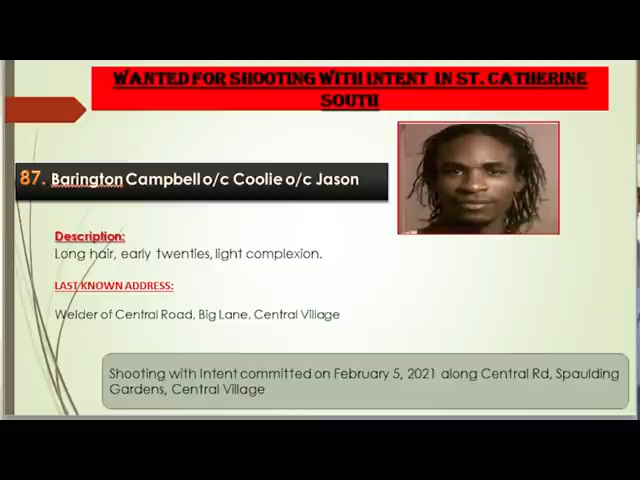 WANTED FOR SHOOTING WITH INTENT IN ST. CATHERINE
SOUTH
87. Barington Campbell o/c Coolie o/c Jason
Description:
Long hair, early twenties, light complexion.
LAST KNOWN ADDRESS:
Welder of Central Road, Big Lane, Central Village
Shooting with Intent committed on February 5, 2021 along Central Rd, Spaulding
Gardens, Central Village